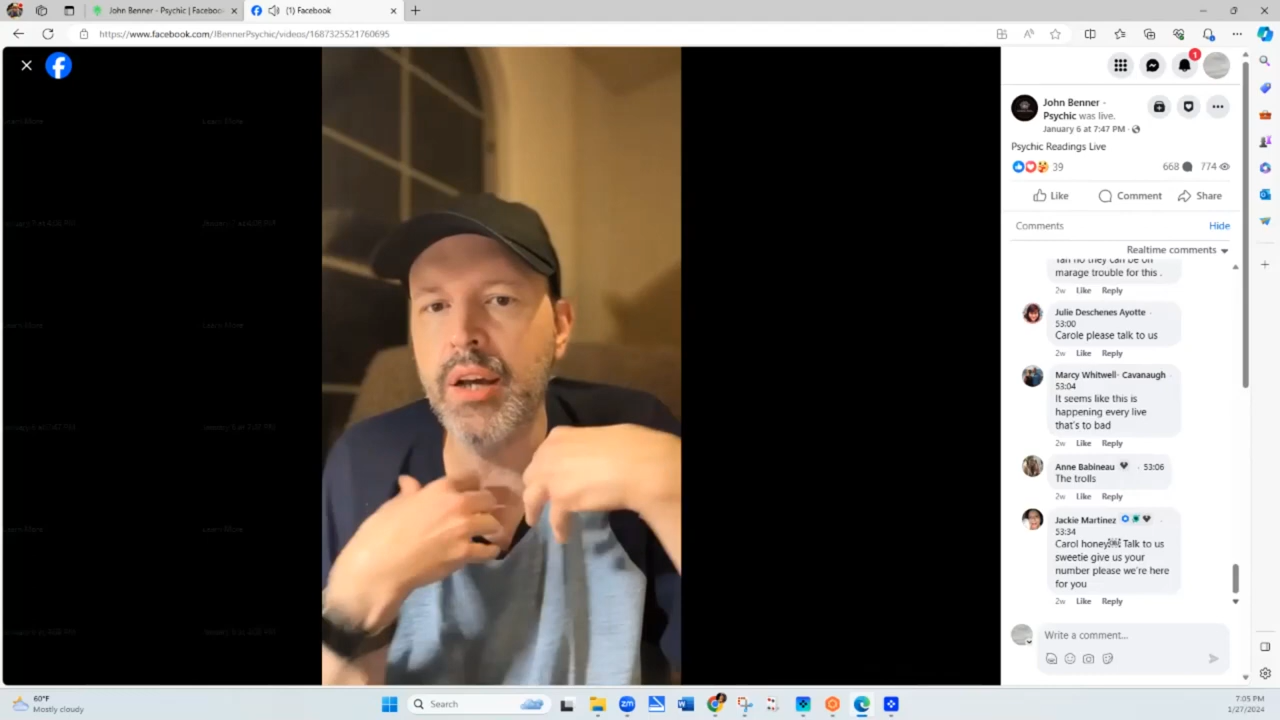 John Benner - Psychic | Faceboo
(1) Facebook
https://www.facebook.com/JBennerPsychic/videos/1687325521760695
1
John Benner -
Psychic was live.
January 6 at 7:47 PM ·
Psychic Readings Live
39
668
774
Like
Comment
Share
Comments
Hide
Realtime comments
marage trouble for this .
2w Like Reply
Julie Deschenes Ayotte ·
53:00
Carole please talk to us
2w Like Reply
Marcy Whitwell- Cavanaugh ·
53:04
It seems like this is
happening every live
that's to bad
2w Like Reply
Anne Babineau · 53:06
The trolls
2w Like Reply
Jackie Martinez ·
53:34
Carol honey Talk to us
sweetie give us your
number please we're here
for you
2w Like Reply
Write a comment...
60°F
Mostly cloudy
Search
zm
7:05 PM
1/27/2024